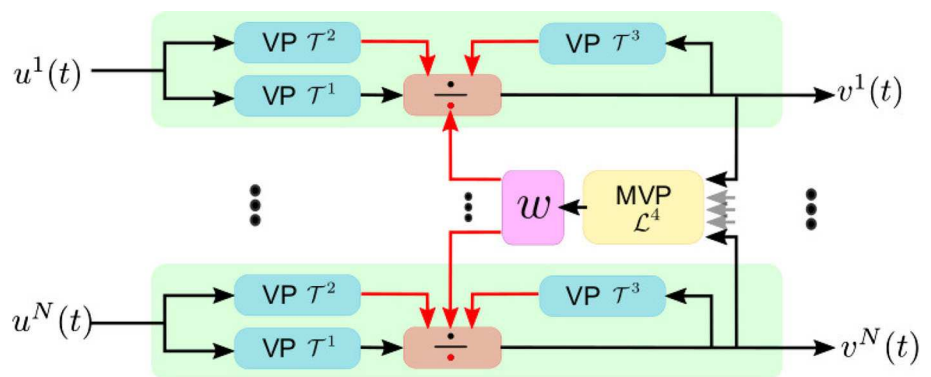 VP 𝒯²
VP 𝒯³
u¹(t)
VP 𝒯¹
÷
v¹(t)
w
MVP
ℒ⁴
VP 𝒯²
VP 𝒯³
uᴺ(t)
VP 𝒯¹
÷
vᴺ(t)